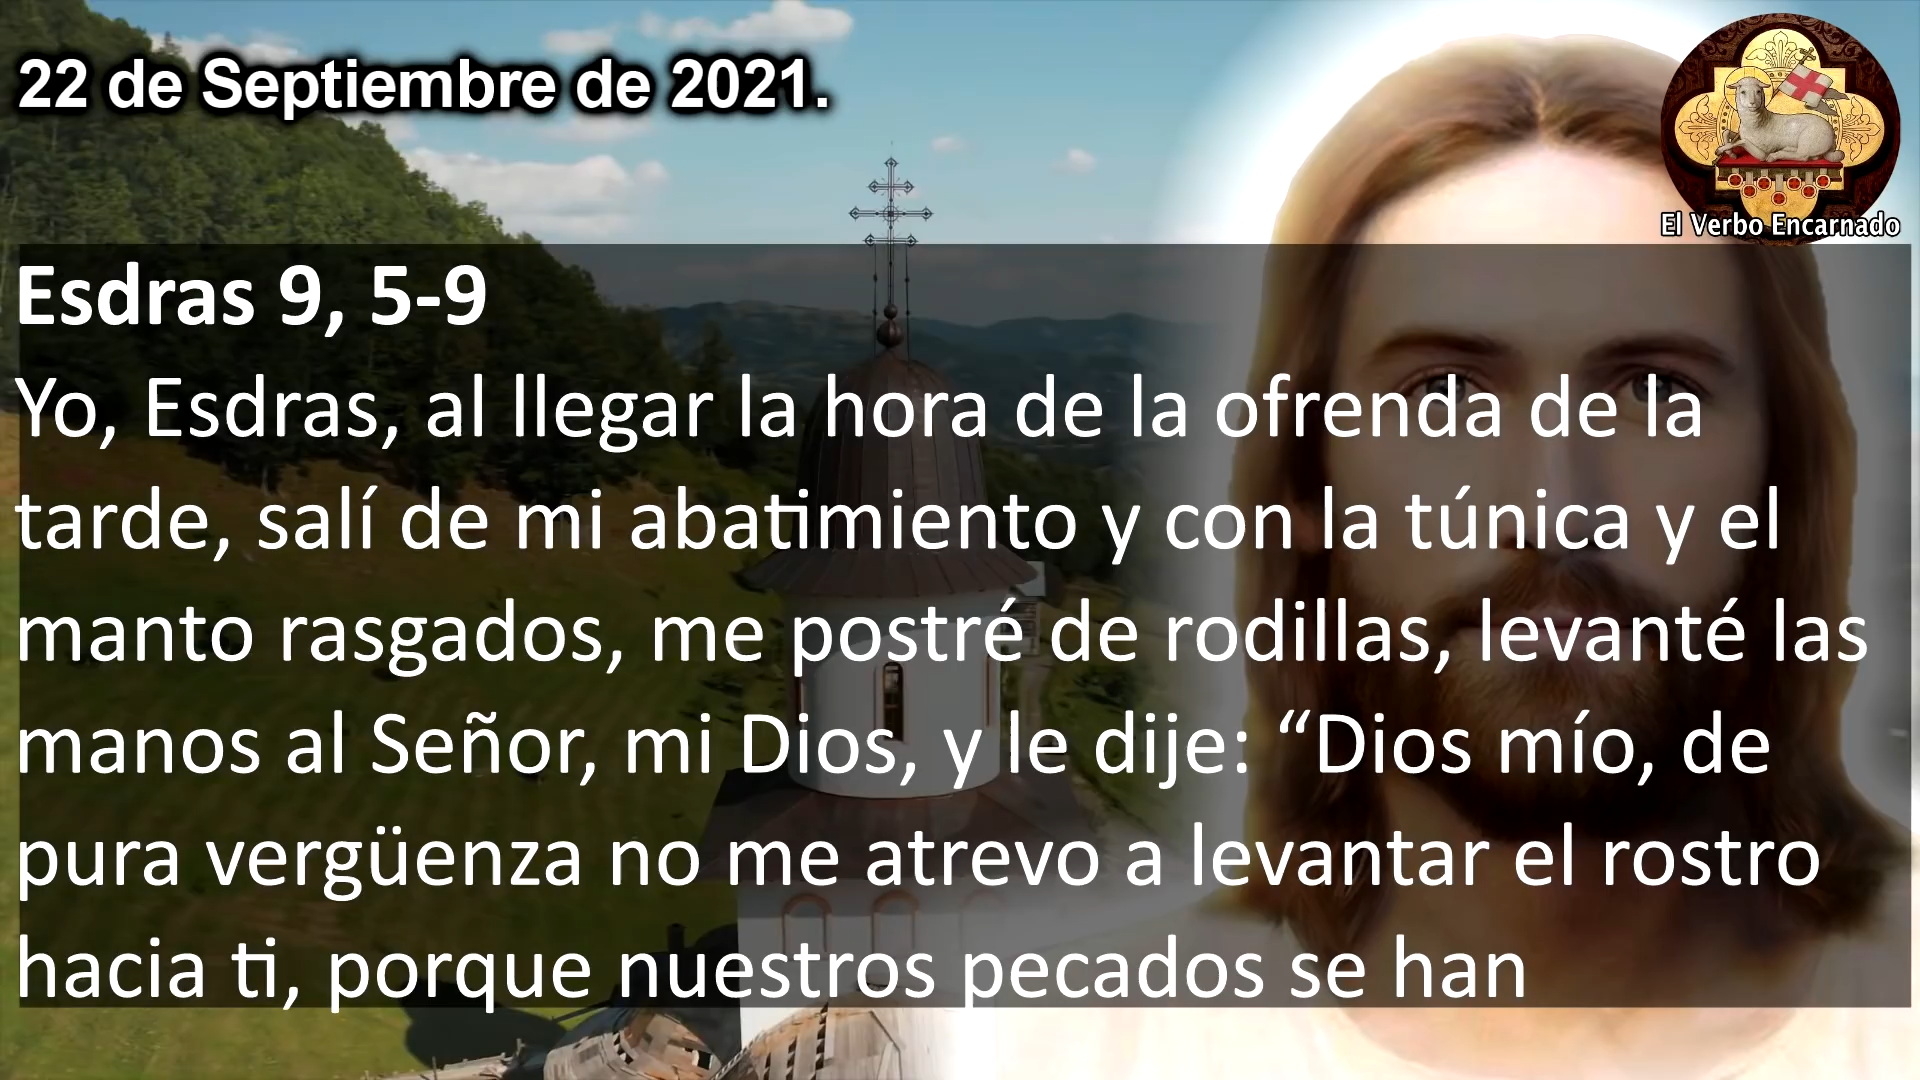 22 de Septiembre de 2021.
El Verbo Encarnado
Esdras 9, 5-9
Yo, Esdras, al llegar la hora de la ofrenda de la
tarde, salí de mi abatimiento y con la túnica y el
manto rasgados, me postré de rodillas, levanté las
manos al Señor, mi Dios, y le dije: “Dios mío, de
pura vergüenza no me atrevo a levantar el rostro
hacia ti, porque nuestros pecados se han